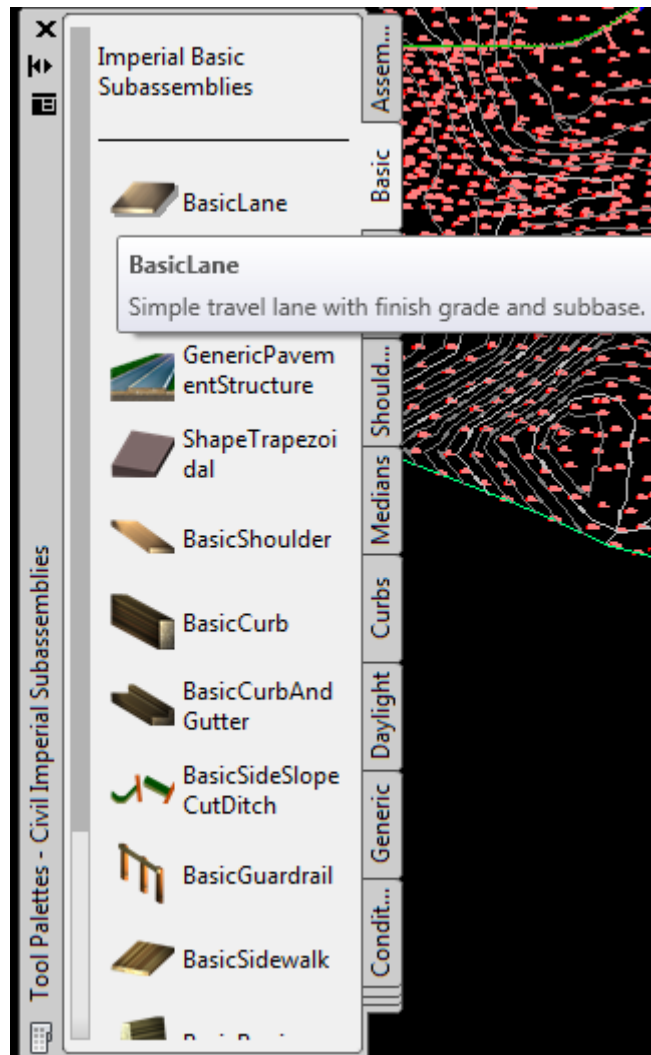 Imperial Basic
Subassemblies
BasicLane
BasicLane
Simple travel lane with finish grade and subbase.
GenericPavem
entStructure
ShapeTrapezoi
dal
BasicShoulder
BasicCurb
BasicCurbAnd
Gutter
BasicSideSlope
CutDitch
BasicGuardrail
BasicSidewalk
Assem...
Basic
Should...
Medians
Curbs
Daylight
Generic
Condit...
Tool Palettes - Civil Imperial Subassemblies